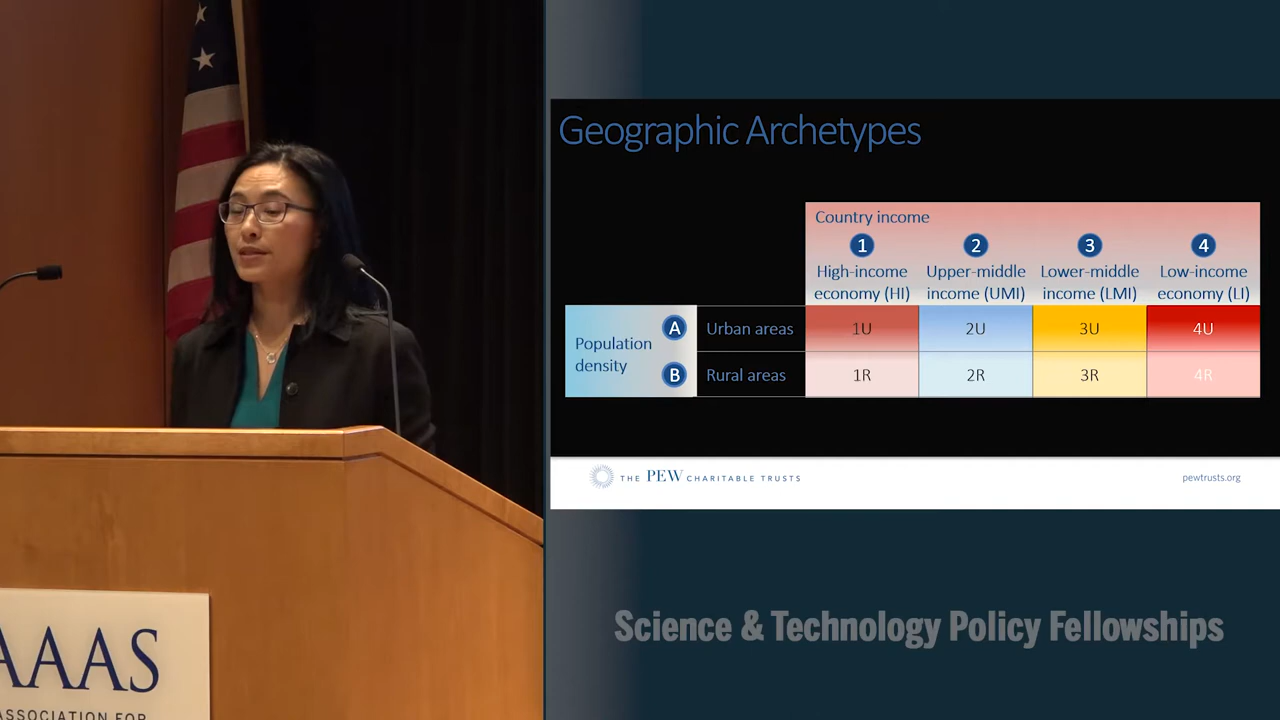 AAAS
ASSOCIATION FOR
Geographic Archetypes
Country income
1 2 3 4
High-income Upper-middle Lower-middle Low-income
economy (HI) income (UMI) income (LMI) economy (LI)
Population
density
A Urban areas 1U 2U 3U 4U
B Rural areas 1R 2R 3R 4R
THE PEW CHARITABLE TRUSTS
pewtrusts.org
Science & Technology Policy Fellowships